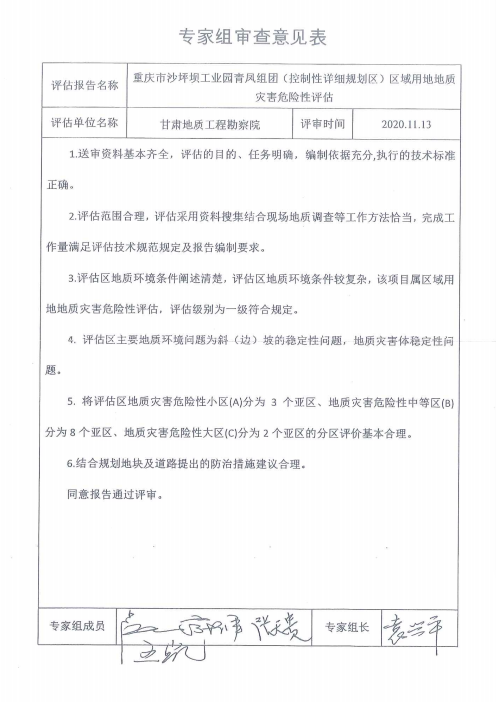 专家组审查意见表
评估报告名称
重庆市沙坪坝工业园青凤组团（控制性详细规划区）区域用地地质
灾害危险性评估
评估单位名称 甘肃地质工程勘察院 评审时间 2020.11.13
1.送审资料基本齐全，评估的目的、任务明确，编制依据充分,执行的技术标准
正确。
2.评估范围合理，评估采用资料搜集结合现场地质调查等工作方法恰当，完成工
作量满足评估技术规范规定及报告编制要求。
3.评估区地质环境条件阐述清楚，评估区地质环境条件较复杂，该项目属区域用
地地质灾害危险性评估，评估级别为一级符合规定。
4. 评估区主要地质环境问题为斜（边）坡的稳定性问题，地质灾害体稳定性问
题。
5. 将评估区地质灾害危险性小区(A)分为 3 个亚区、地质灾害危险性中等区(B)
分为 8 个亚区、地质灾害危险性大区(C)分为 2 个亚区的分区评价基本合理。
6.结合规划地块及道路提出的防治措施建议合理。
同意报告通过评审。
专家组成员 张天贵 专家组长 袁兴平
王凯